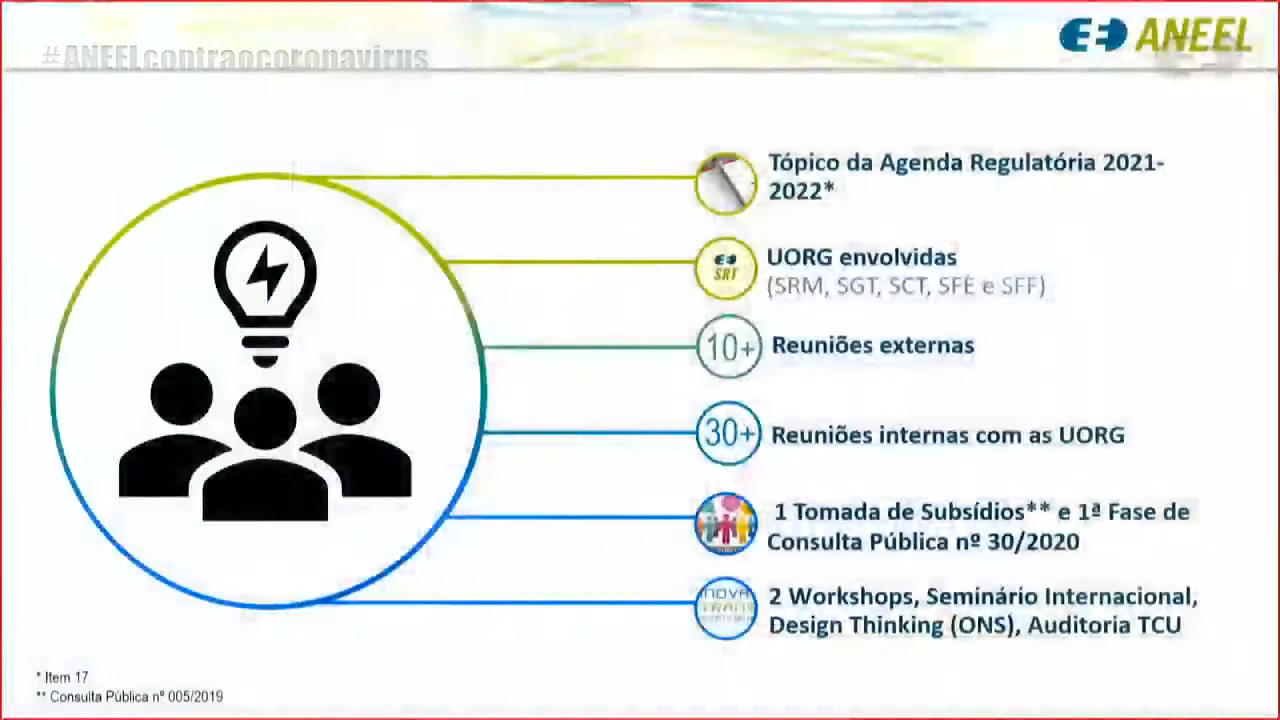 #ANEELcontraocoronavirus
ANEEL
Tópico da Agenda Regulatória 2021-
2022*
SRT
UORG envolvidas
(SRM, SGT, SCT, SFE e SFF)
10+
Reuniões externas
30+
Reuniões internas com as UORG
1 Tomada de Subsídios** e 1ª Fase de
Consulta Pública nº 30/2020
2 Workshops, Seminário Internacional,
Design Thinking (ONS), Auditoria TCU
* Item 17
** Consulta Pública nº 005/2019